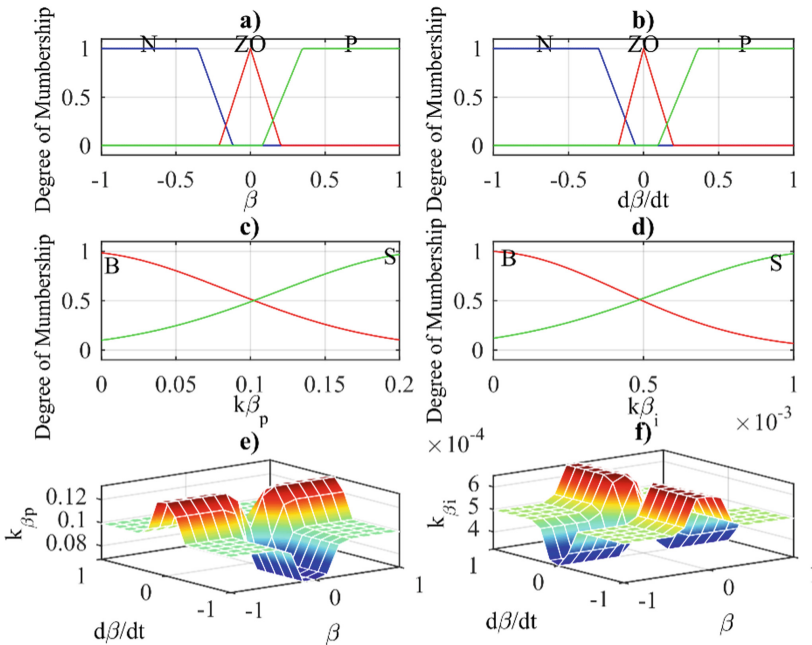 a)
Degree of Mumbership
N ZO P
1
0.5
0
-1 -0.5 0 0.5 1
β
b)
Degree of Mumbership
N ZO P
1
0.5
0
-1 -0.5 0 0.5 1
dβ/dt
c)
Degree of Mumbership
B S
1
0.5
0
0 0.05 0.1 0.15 0.2
kβp
d)
Degree of Mumbership
B S
1
0.5
0
0 0.5 1
kβi
×10-3
e)
kβp
0.12
0.1
0.08
1 0 -1
dβ/dt
-1 0 1
β
f)
×10-4
kβi
6
5
4
1 0 -1
dβ/dt
-1 0
β